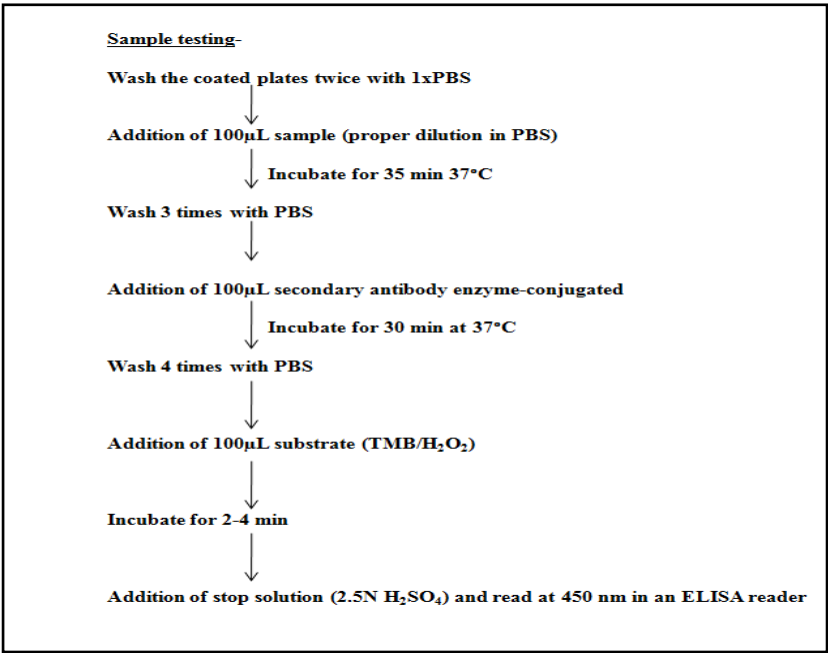 Sample testing-
Wash the coated plates twice with 1xPBS
Addition of 100µL sample (proper dilution in PBS)
Incubate for 35 min 37°C
Wash 3 times with PBS
Addition of 100µL secondary antibody enzyme-conjugated
Incubate for 30 min at 37°C
Wash 4 times with PBS
Addition of 100µL substrate (TMB/H₂O₂)
Incubate for 2-4 min
Addition of stop solution (2.5N H₂SO₄) and read at 450 nm in an ELISA reader